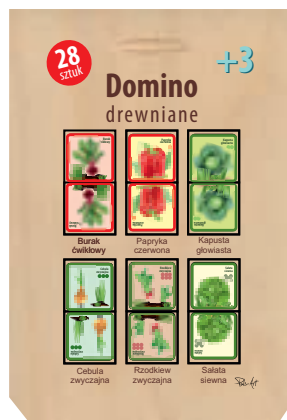 28
sztuk
+3
Domino
drewniane
Burak
ćwikłowy
Papryka
czerwona
Kapusta
głowiasta
Cebula
zwyczajna
Rzodkiew
zwyczajna
Sałata
siewna